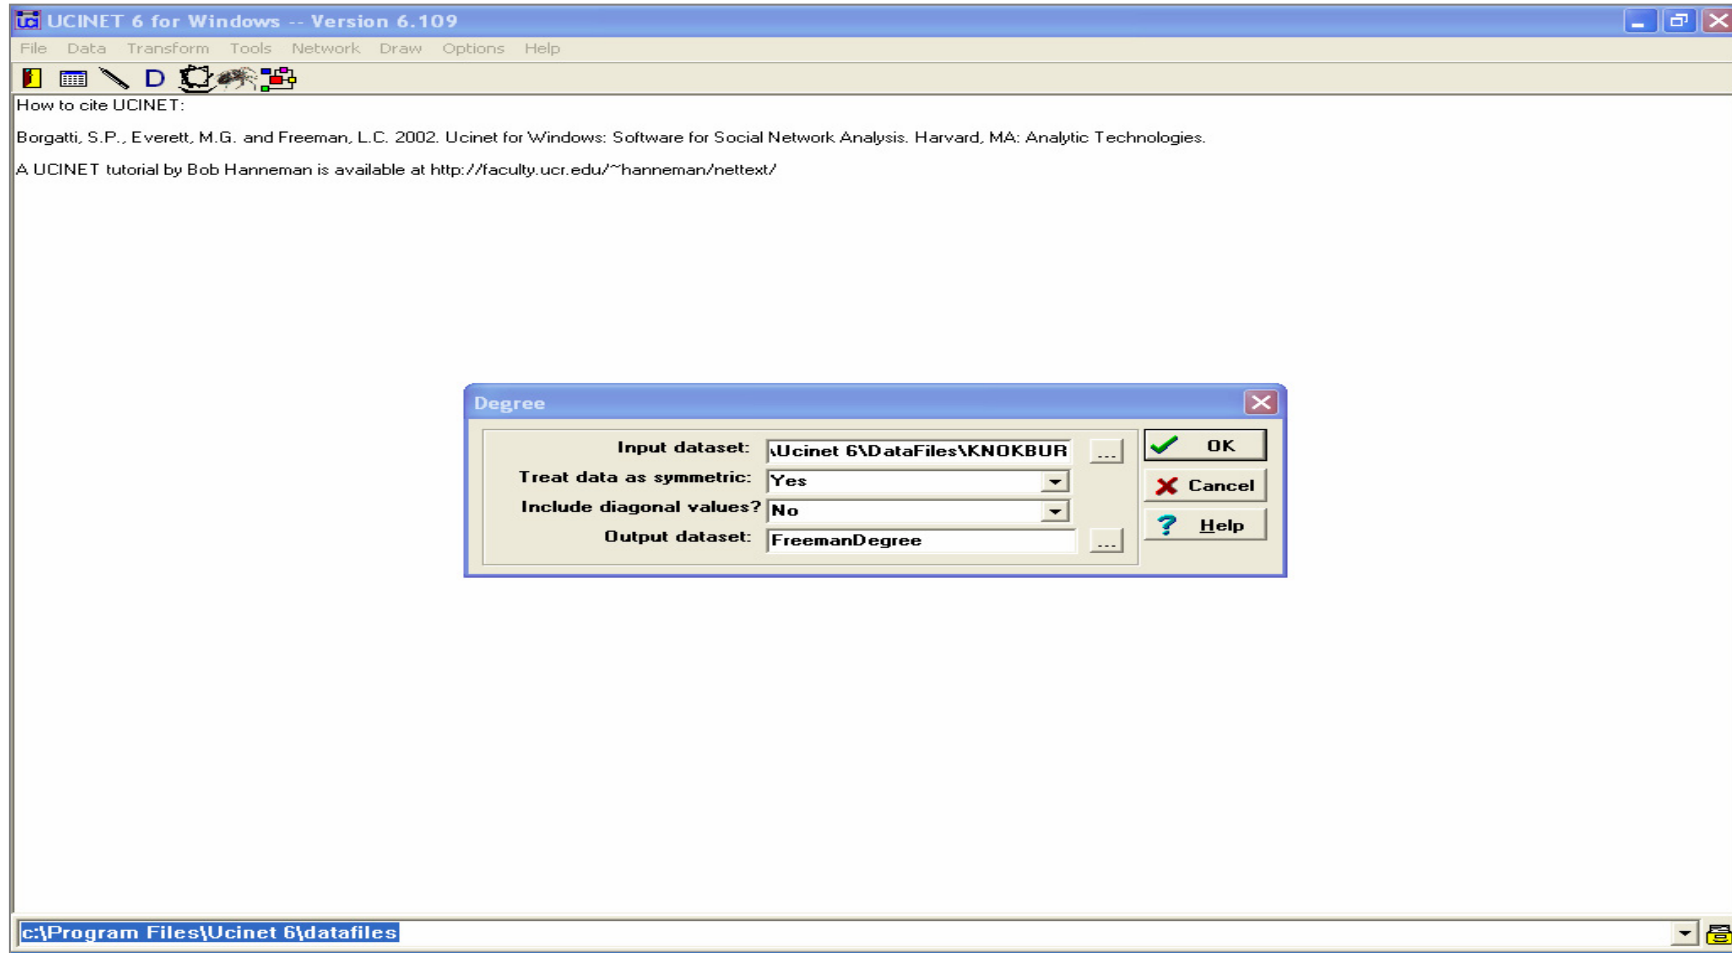 UCINET 6 for Windows -- Version 6.109
File Data Transform Tools Network Draw Options Help
D
How to cite UCINET:
Borgatti, S.P., Everett, M.G. and Freeman, L.C. 2002. Ucinet for Windows: Software for Social Network Analysis. Harvard, MA: Analytic Technologies.
A UCINET tutorial by Bob Hanneman is available at http://faculty.ucr.edu/~hanneman/nettext/
Degree
Input dataset: \Ucinet 6\DataFiles\KNOKBUR ... OK
Treat data as symmetric: Yes Cancel
Include diagonal values? No Help
Output dataset: FreemanDegree ...
c:\Program Files\Ucinet 6\datafiles